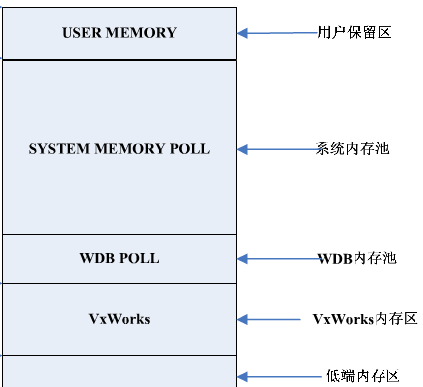 USER MEMORY
用户保留区
SYSTEM MEMORY POLL
系统内存池
WDB POLL
WDB内存池
VxWorks
VxWorks内存区
低端内存区